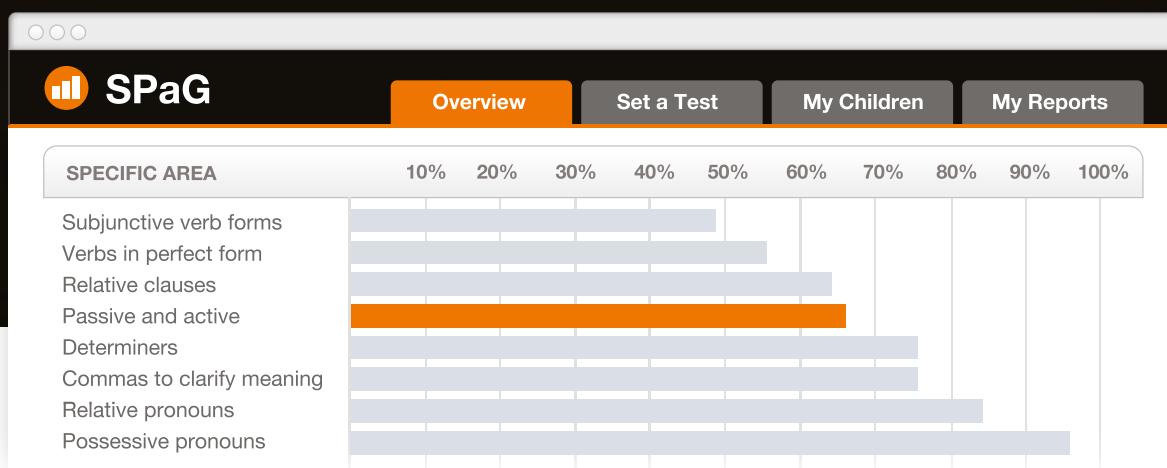 SPaG
Overview Set a Test My Children My Reports
SPECIFIC AREA 10% 20% 30% 40% 50% 60% 70% 80% 90% 100%
Subjunctive verb forms
Verbs in perfect form
Relative clauses
Passive and active
Determiners
Commas to clarify meaning
Relative pronouns
Possessive pronouns